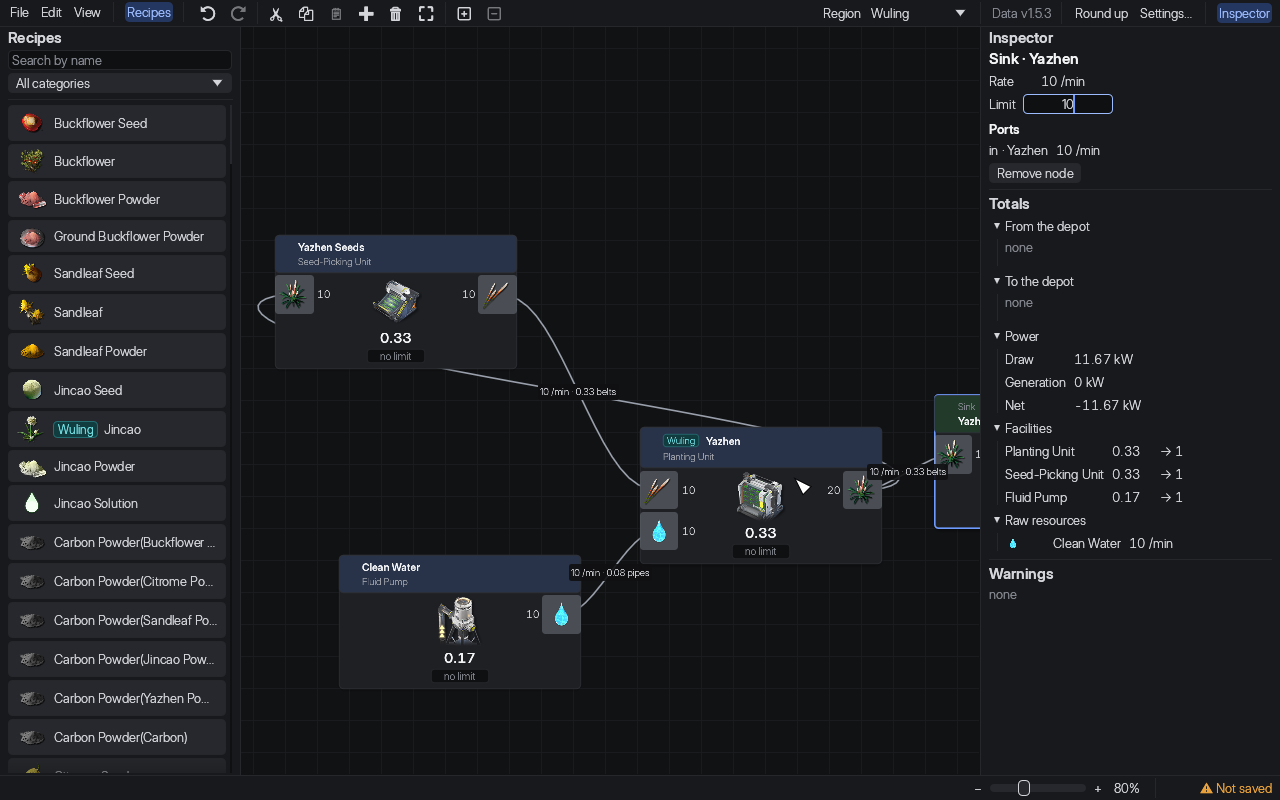 File Edit View Recipes Region Wuling Data v1.5.3 Round up Settings... Inspector
Recipes
Search by name
All categories
Buckflower Seed
Buckflower
Buckflower Powder
Ground Buckflower Powder
Sandleaf Seed
Sandleaf
Sandleaf Powder
Jincao Seed
Wuling Jincao
Jincao Powder
Jincao Solution
Carbon Powder(Buckflower ...
Carbon Powder(Citrome Po...
Carbon Powder(Sandleaf Po...
Carbon Powder(Jincao Pow...
Carbon Powder(Yazhen Po...
Carbon Powder(Carbon)
Yazhen Seeds
Seed-Picking Unit
10 10
0.33
no limit
10 /min · 0.33 belts
Wuling Yazhen
Planting Unit
10 20
10
0.33
no limit
10 /min · 0.33 belts
Sink
Yazh
1
Clean Water
Fluid Pump
10 /min · 0.08 pipes
10
0.17
no limit
Inspector
Sink · Yazhen
Rate 10 /min
Limit 10
Ports
in · Yazhen 10 /min
Remove node
Totals
From the depot
none
To the depot
none
Power
Draw 11.67 kW
Generation 0 kW
Net -11.67 kW
Facilities
Planting Unit 0.33 → 1
Seed-Picking Unit 0.33 → 1
Fluid Pump 0.17 → 1
Raw resources
Clean Water 10 /min
Warnings
none
− + 80% Not saved